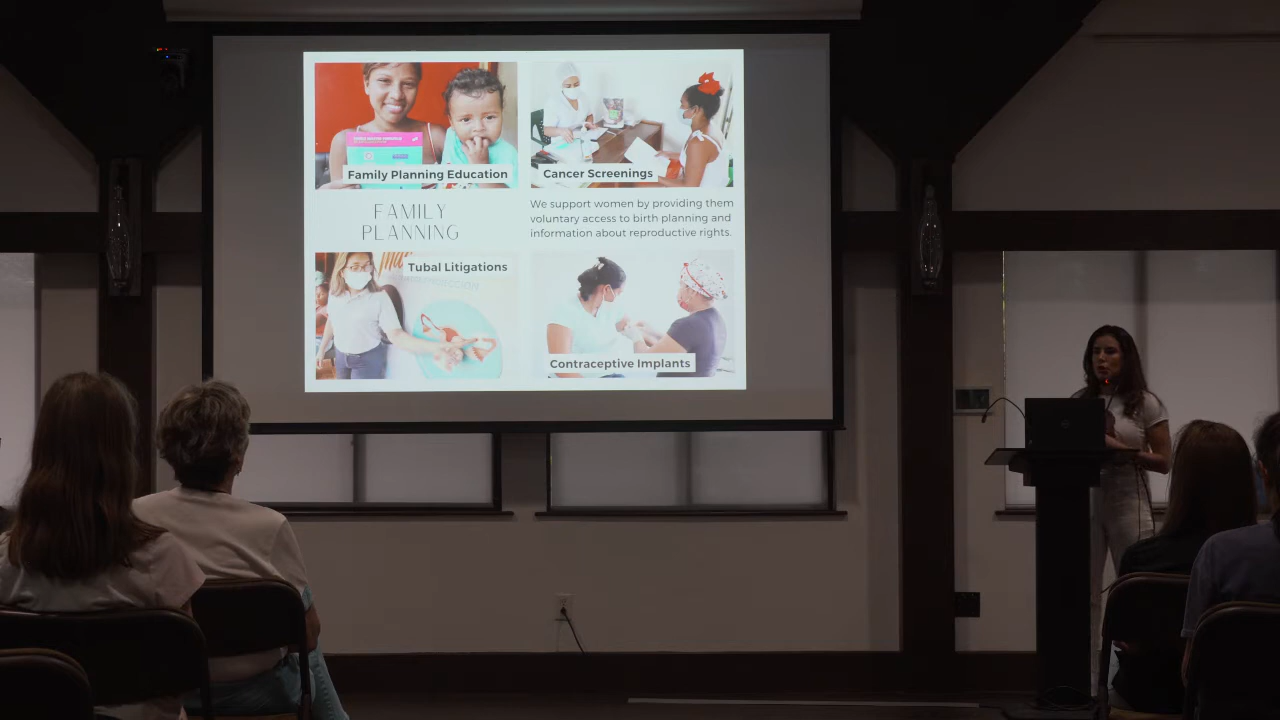 Family Planning Education
Cancer Screenings
FAMILY
PLANNING
We support women by providing them
voluntary access to birth planning and
information about reproductive rights.
Tubal Litigations
Contraceptive Implants